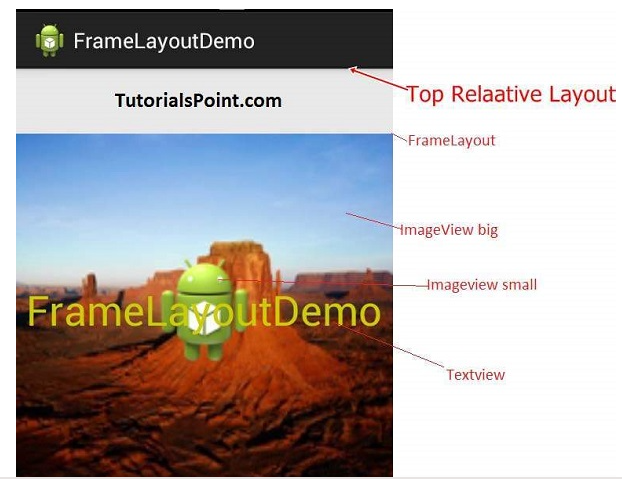 FrameLayoutDemo
TutorialsPoint.com
Top Relaative Layout
FrameLayout
ImageView big
Imageview small
FrameLayoutDemo
Textview